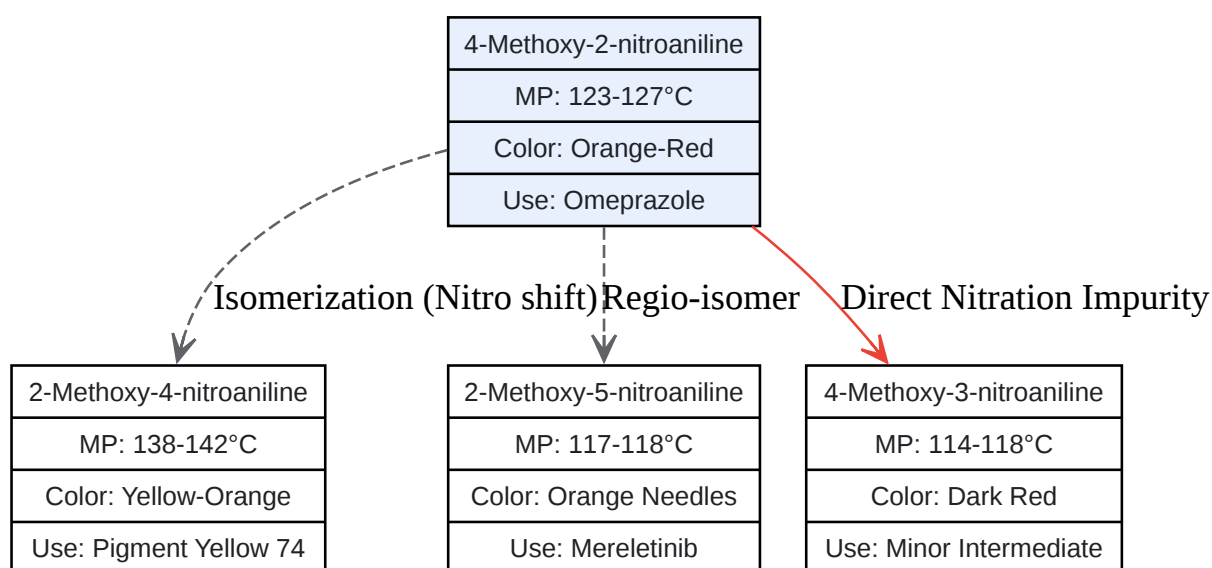 4-Methoxy-2-nitroaniline
MP: 123-127°C
Color: Orange-Red
Use: Omeprazole
Isomerization (Nitro shift)
Regio-isomer
Direct Nitration Impurity
2-Methoxy-4-nitroaniline
MP: 138-142°C
Color: Yellow-Orange
Use: Pigment Yellow 74
2-Methoxy-5-nitroaniline
MP: 117-118°C
Color: Orange Needles
Use: Mereletinib
4-Methoxy-3-nitroaniline
MP: 114-118°C
Color: Dark Red
Use: Minor Intermediate